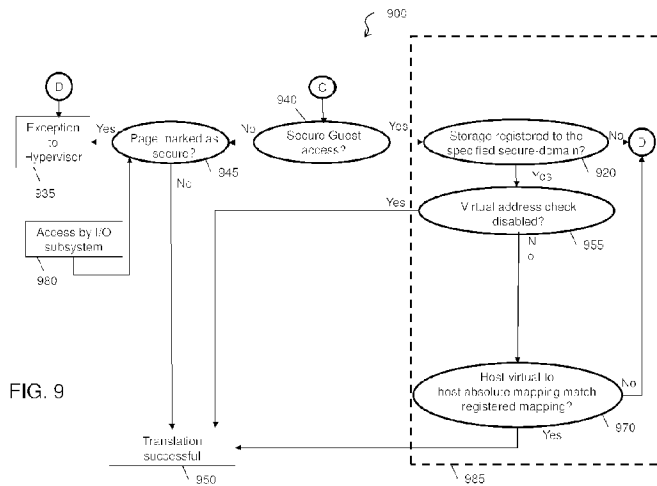 900
D
C
Exception
to
Hypervisor
935
Yes
Page marked as
secure?
945
No
No
940
Secure Guest
access?
Yes
Storage registered to the
specified secure-domain?
920
No
D
Yes
Virtual address check
disabled?
955
Yes
N
o
Access by I/O
subsystem
980
FIG. 9
Host virtual to
host absolute mapping match
registered mapping?
970
No
Yes
Translation
successful
950
985